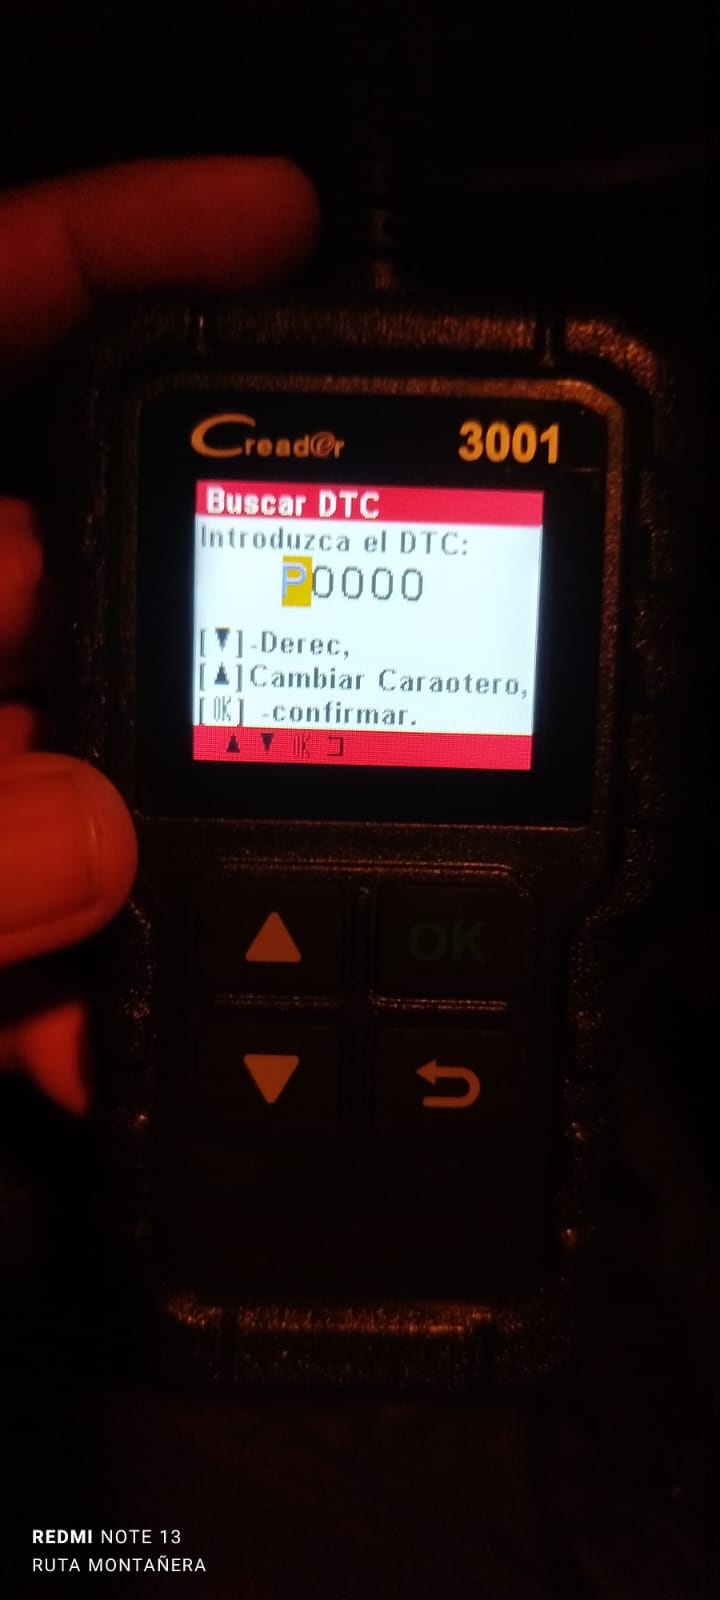 Creader 3001
Buscar DTC
Introduzca el DTC:
P0000
[▼]-Derec,
[▲]Cambiar Caraotero,
[OK] -confirmar.
▲ ▼ OK
OK
REDMI NOTE 13
RUTA MONTAÑERA